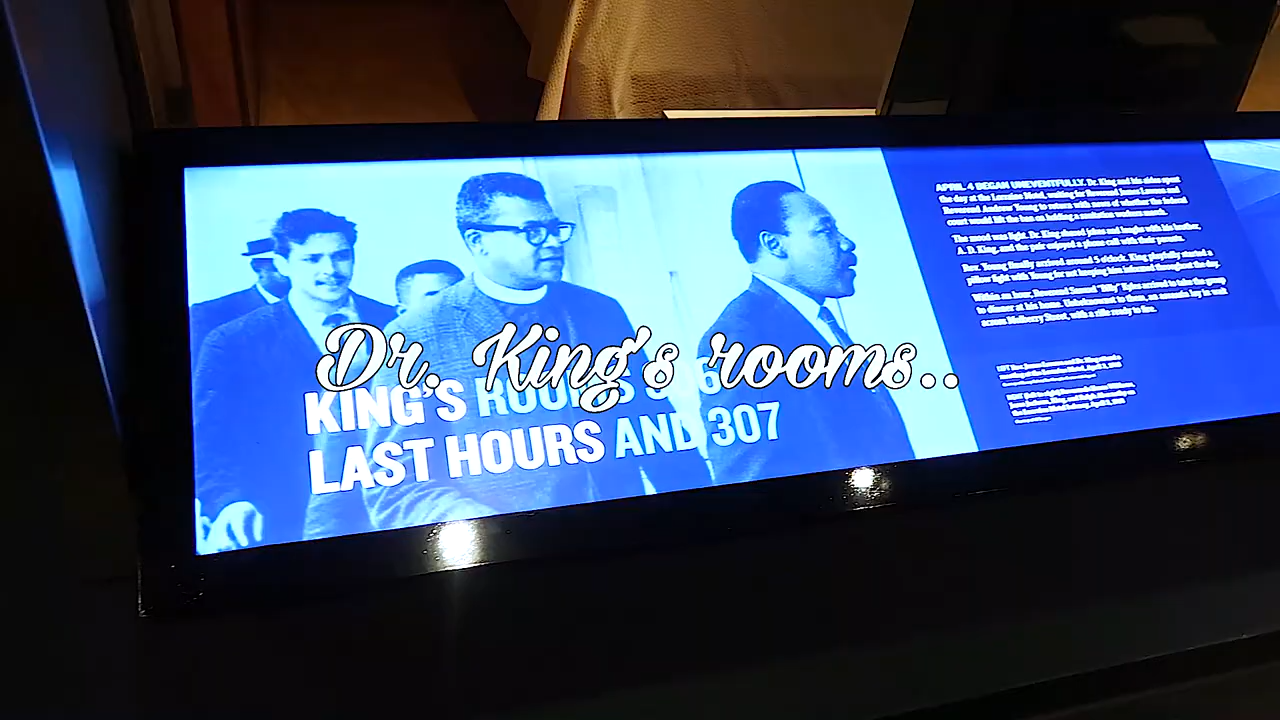 Dr. King's rooms..
KING'S ROOMS 306
LAST HOURS AND 307
APRIL 4 BEGAN UNEVENTFULLY. Dr. King and his aides spent
the day at the Lorraine Motel, waiting for Reverend James Lawson and
Reverend Andrew Young to return with news of whether the federal
court would lift the ban on holding a
The mood was light. Dr. King shared jokes and laughed with his brother,
A. D. King, and the pair enjoyed a phone call with their parents.
Rev. Young finally arrived around 5 o'clock. King playfully started a
pillow fight with Young for not keeping him informed throughout the day.
Within an hour, Reverend Samuel "Billy" Kyles arrived to take the group
to dinner at his home. Unbeknownst to them, an assassin lay in wait
across Mulberry Street, with a rifle ready to fire.